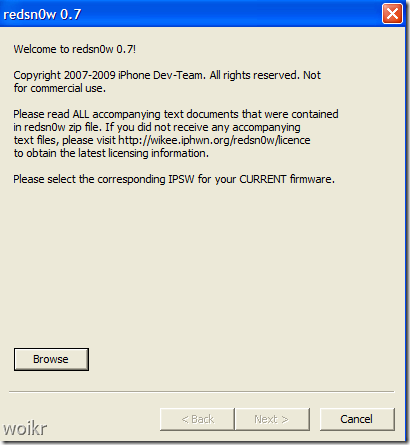 redsn0w 0.7
Welcome to redsn0w 0.7!
Copyright 2007-2009 iPhone Dev-Team. All rights reserved. Not
for commercial use.
Please read ALL accompanying text documents that were contained
in redsn0w zip file. If you did not receive any accompanying
text files, please visit http://wikee.iphwn.org/redsn0w/licence
to obtain the latest licensing information.
Please select the corresponding IPSW for your CURRENT firmware.
Browse
< Back
Next >
Cancel
woikr